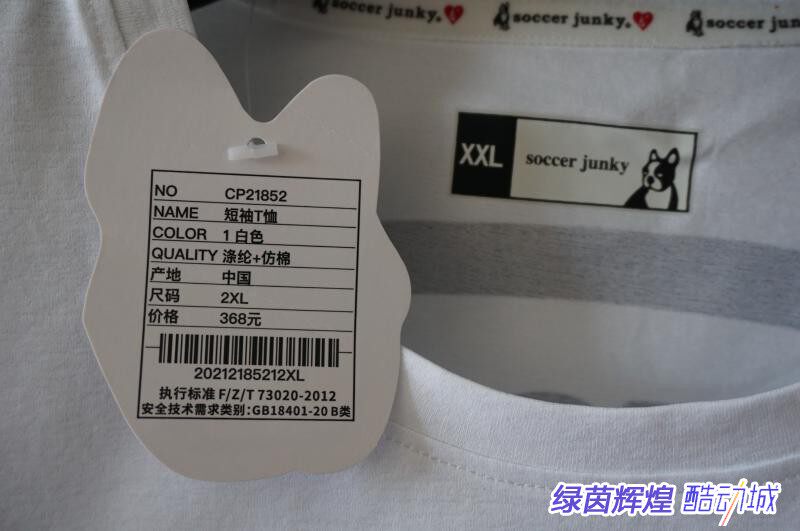 soccer junky.
soccer junky.
soccer jun
XXL soccer junky
NO CP21852
NAME 短袖T恤
COLOR 1 白色
QUALITY 涤纶+仿棉
产地 中国
尺码 2XL
价格 368元
20212185212XL
执行标准 F/Z/T 73020-2012
安全技术需求类别:GB18401-20 B类
绿茵辉煌 酷动城